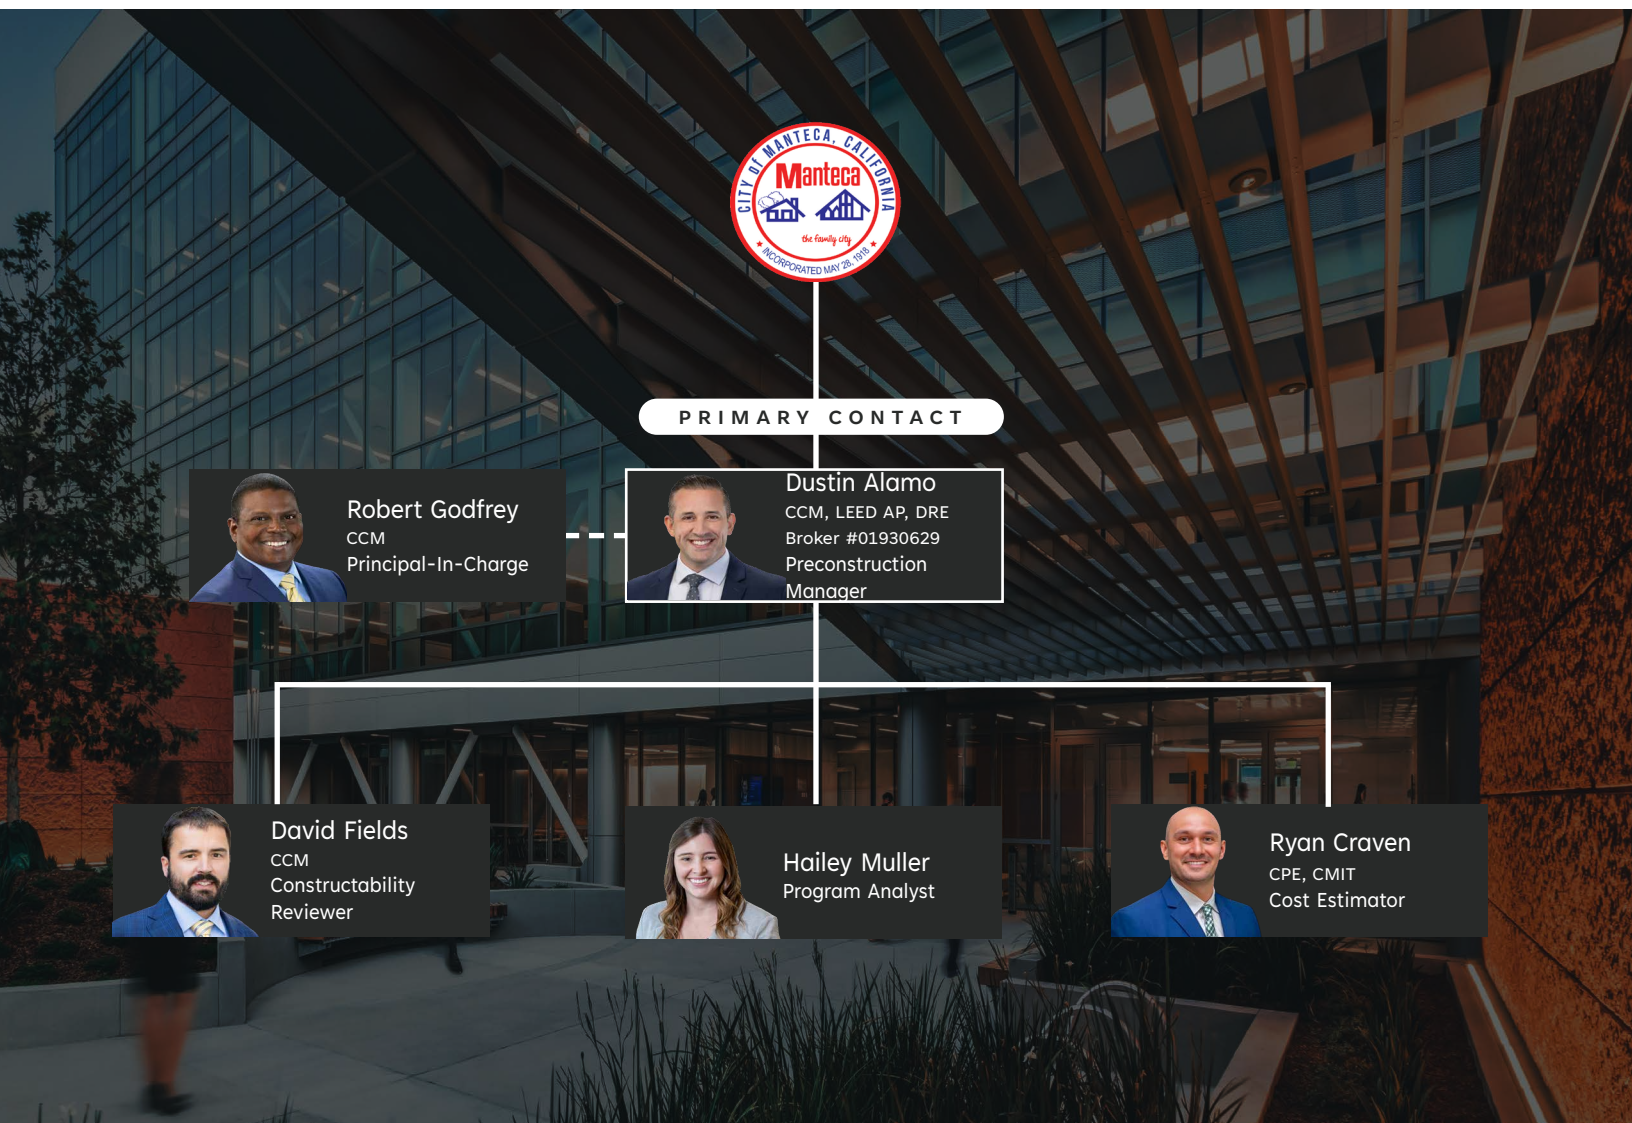 CITY of MANTECA, CALIFORNIA
Manteca
the family city
INCORPORATED MAY 28, 1918
PRIMARY CONTACT
Robert Godfrey
CCM
Principal-In-Charge
Dustin Alamo
CCM, LEED AP, DRE
Broker #01930629
Preconstruction
Manager
David Fields
CCM
Constructability
Reviewer
Hailey Muller
Program Analyst
Ryan Craven
CPE, CMIT
Cost Estimator